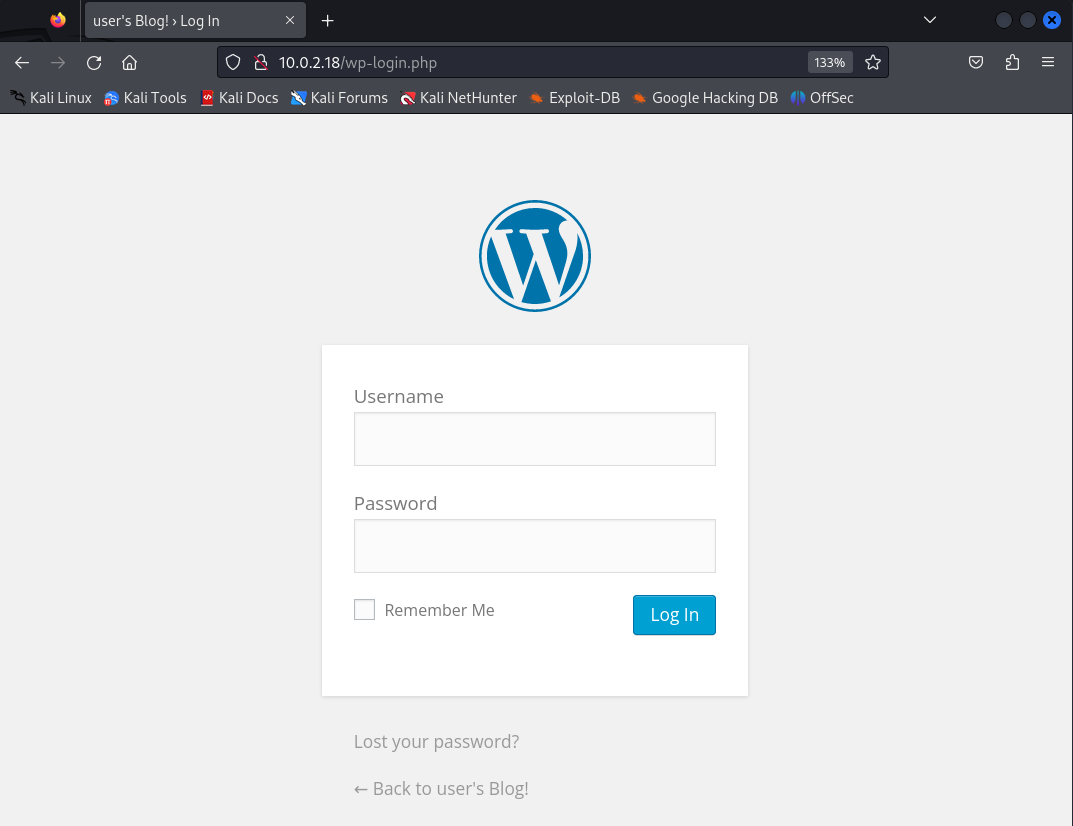 user's Blog! › Log In
10.0.2.18/wp-login.php 133%
Kali Linux Kali Tools Kali Docs Kali Forums Kali NetHunter Exploit-DB Google Hacking DB OffSec
Username
Password
Remember Me Log In
Lost your password?
← Back to user's Blog!